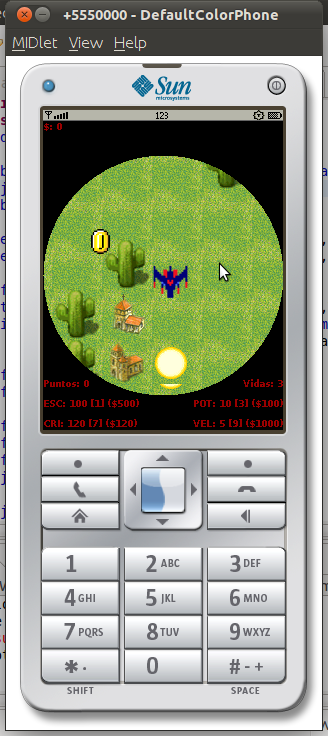 +5550000 - DefaultColorPhone
MIDlet View Help
Sun
microsystems
123
$: 0
J
Puntos: 0 Vidas: 3
ESC: 100 [1] ($500) POT: 10 [3] ($100)
CRI: 120 [7] ($120) VEL: 5 [9] ($1000)
1 2 ABC 3 DEF
4 GHI 5 JKL 6 MNO
7 PQRS 8 TUV 9 WXYZ
* . 0 # - +
SHIFT SPACE